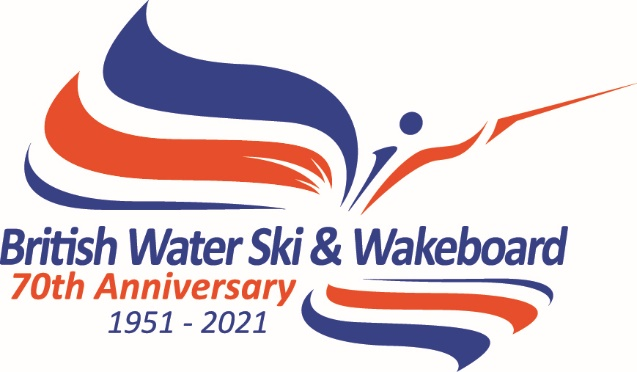 British Water Ski & Wakeboard
70th Anniversary
1951 - 2021